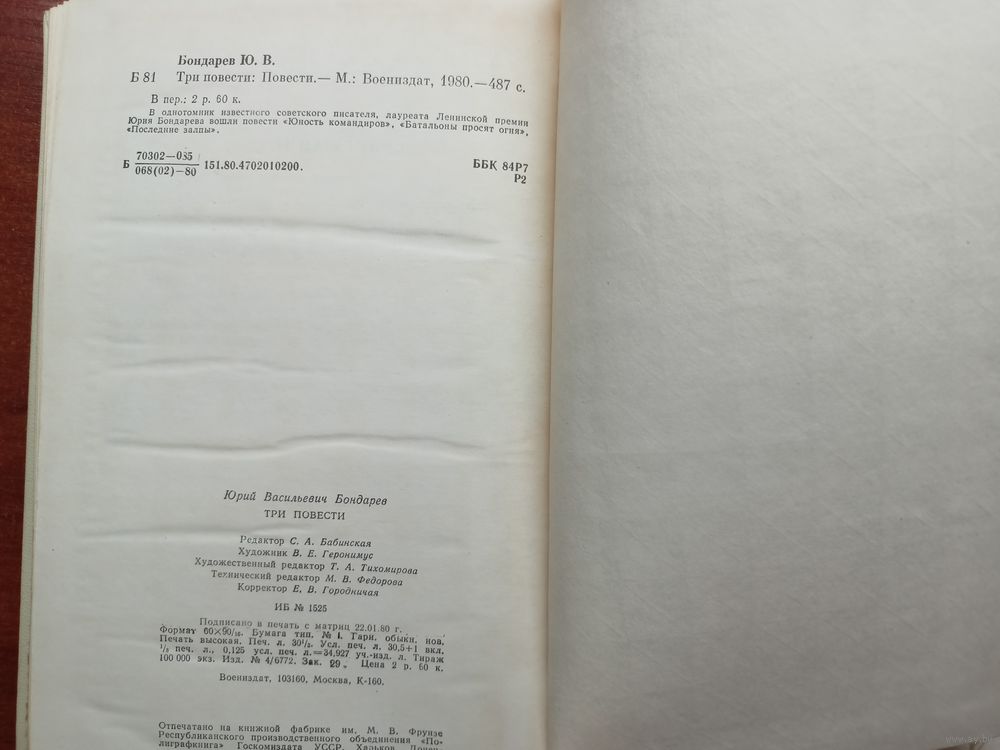 Бондарев Ю. В.
Б 81 Три повести: Повести.— М.: Воениздат, 1980.—487 с.
В пер.: 2 р. 60 к.
В однотомник известного советского писателя, лауреата Ленинской премии
Юрия Бондарева вошли повести «Юность командиров», «Батальоны просят огня»,
«Последние залпы».
Б 70302—035/068(02)—80 151.80.4702010200.
ББК 84Р7
Р2
Юрий Васильевич Бондарев
ТРИ ПОВЕСТИ
Редактор С. А. Бабинская
Художник В. Е. Геронимус
Художественный редактор Т. А. Тихомирова
Технический редактор М. В. Федорова
Корректор Е. В. Городничая
ИБ № 1525
Подписано в печать с матриц 22.01.80 г.
Формат 60×90/16. Бумага тип. № 1. Гарн. обыкн. нов.
Печать высокая. Печ. л. 30½. Усл. печ. л. 30,5+1 вкл.
печ. л., 0,125 усл. печ. л.=34,927 уч.-изд. л. Тираж
100 000 экз. Изд. № 4/6772. Зак. 29. Цена 2 р. 60 к.
Воениздат, 103160, Москва, К-160.
Отпечатано на книжной фабрике им. М. В. Фрунзе
Республиканского производственного объединения «По-
лиграфкнига» Госкомиздата УССР, Харьков,
www.ay.by